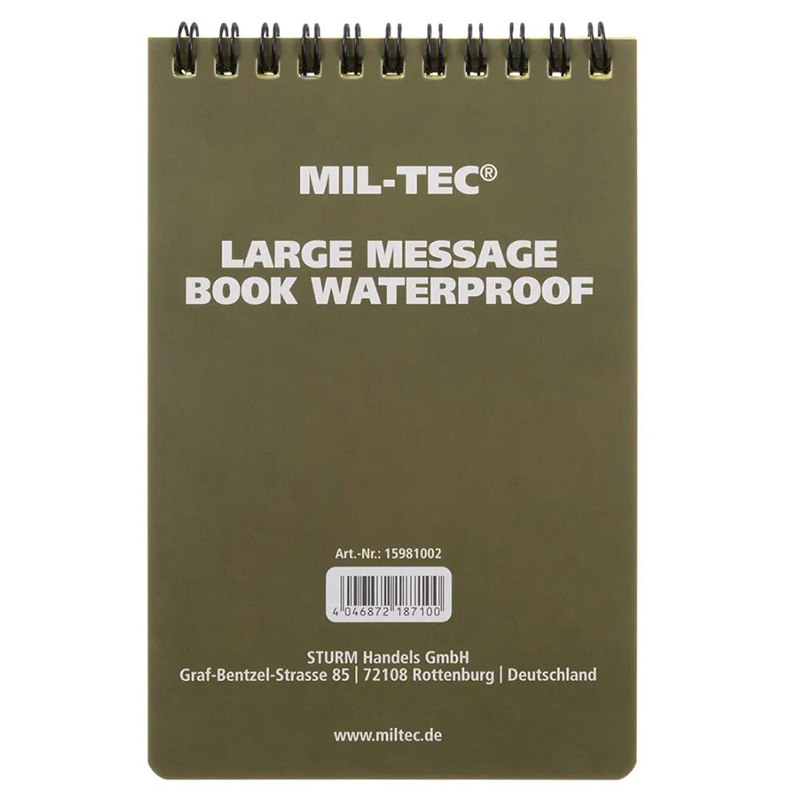 MIL-TEC®
LARGE MESSAGE
BOOK WATERPROOF
Art.-Nr.: 15981002
4 046872 187100
STURM Handels GmbH
Graf-Bentzel-Strasse 85 | 72108 Rottenburg | Deutschland
www.miltec.de